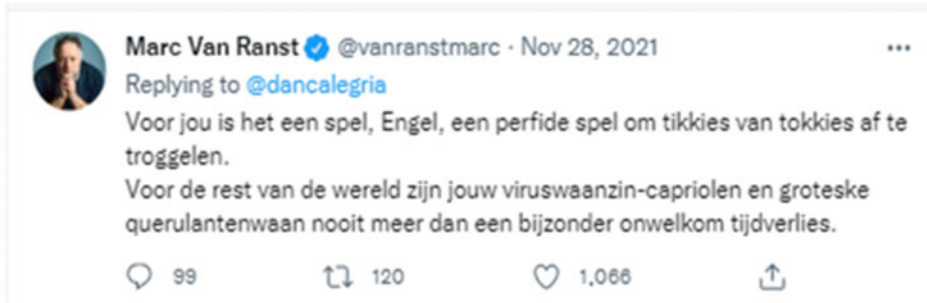 Marc Van Ranst @vanranstmarc · Nov 28, 2021
Replying to @dancalegria
Voor jou is het een spel, Engel, een perfide spel om tikkies van tokkies af te
troggelen.
Voor de rest van de wereld zijn jouw viruswaanzin-capriolen en groteske
querulantenwaan nooit meer dan een bijzonder onwelkom tijdverlies.
99 120 1,066